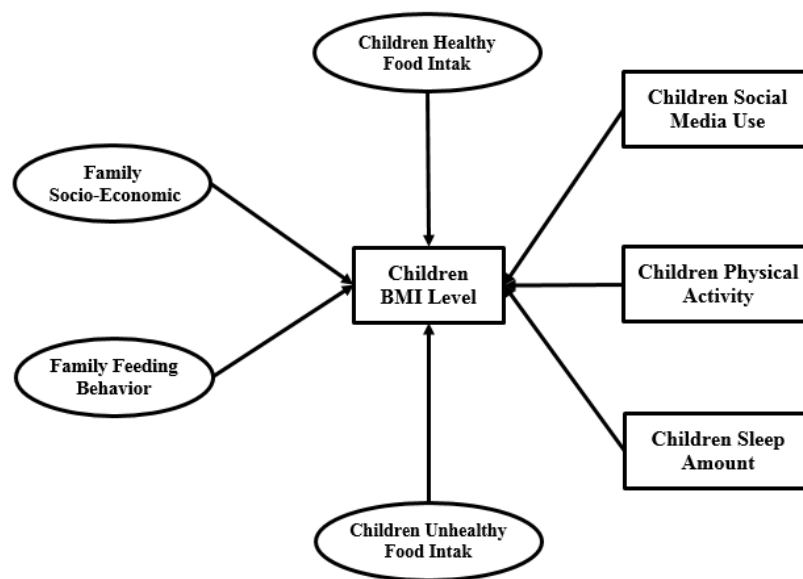 Children Healthy
Food Intak
Children Social
Media Use
Family
Socio-Economic
Children
BMI Level
Children Physical
Activity
Family Feeding
Behavior
Children Sleep
Amount
Children Unhealthy
Food Intak